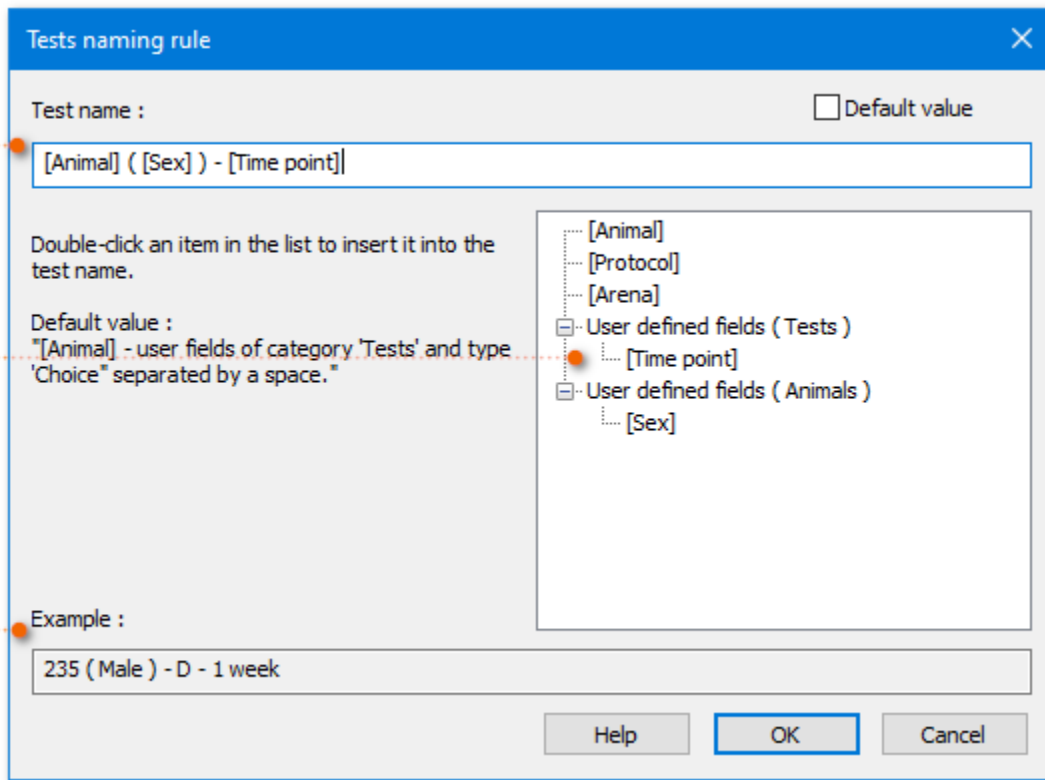 Tests naming rule
Test name :
Default value
[Animal] ( [Sex] ) - [Time point]
Double-click an item in the list to insert it into the
test name.
Default value :
"[Animal] - user fields of category 'Tests' and type
'Choice" separated by a space."
[Animal]
[Protocol]
[Arena]
User defined fields ( Tests )
[Time point]
User defined fields ( Animals )
[Sex]
Example :
235 ( Male ) - D - 1 week
Help
OK
Cancel